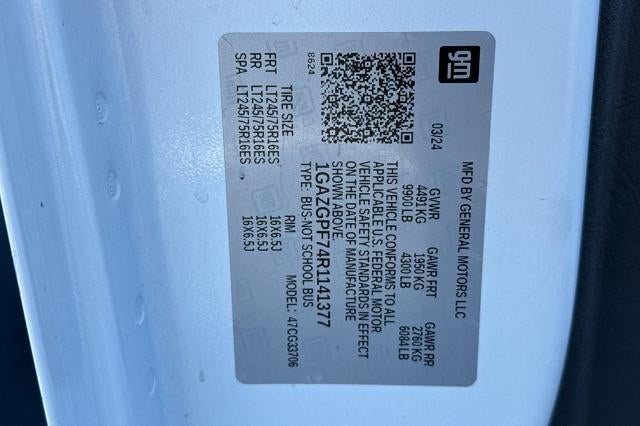 gm
MFD BY GENERAL MOTORS LLC
03/24 GVWR GAWR FRT GAWR RR
4491 KG 1950 KG 2760 KG
9900 LB 4300 LB 6084 LB
THIS VEHICLE CONFORMS TO ALL
APPLICABLE U.S. FEDERAL MOTOR
VEHICLE SAFETY STANDARDS IN EFFECT
ON THE DATE OF MANUFACTURE
SHOWN ABOVE.
1GAZGPF74R1141377
TYPE: BUS-NOT SCHOOL BUS MODEL: 47CG33706
8624
TIRE SIZE RIM
FRT LT245/75R16ES 16X6.5J
RR LT245/75R16ES 16X6.5J
SPA LT245/75R16ES 16X6.5J